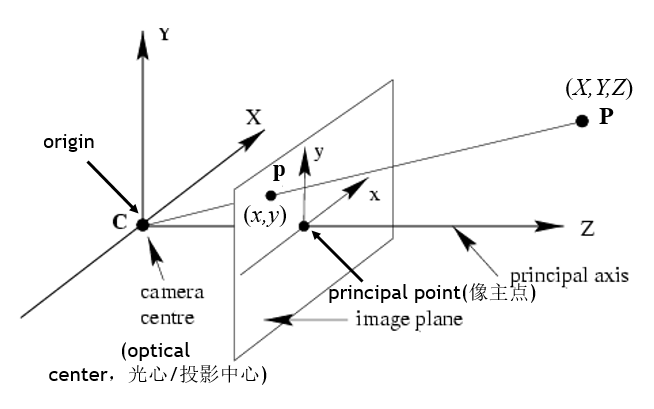 Y
(X,Y,Z)
P
X
origin
y
p
x
(x,y)
C
Z
principal axis
camera
centre
principal point(像主点)
image plane
(optical
center，光心/投影中心)